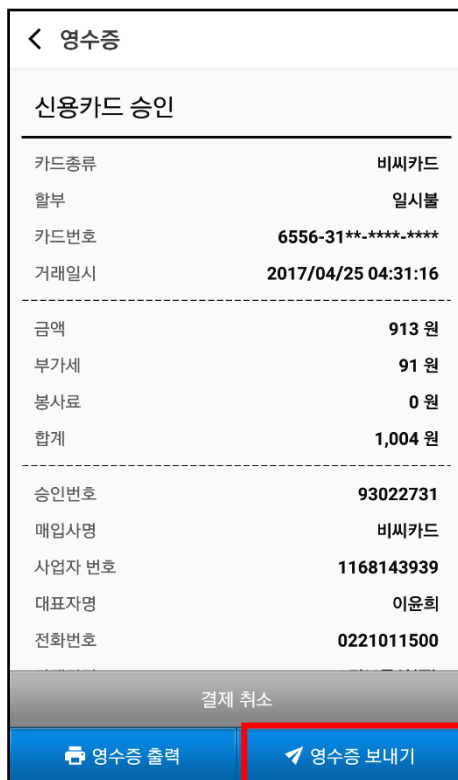 영수증
신용카드 승인
카드종류 비씨카드
할부 일시불
카드번호 6556-31**-****-****
거래일시 2017/04/25 04:31:16
금액 913 원
부가세 91 원
봉사료 0 원
합계 1,004 원
승인번호 93022731
매입사명 비씨카드
사업자 번호 1168143939
대표자명 이윤희
전화번호 0221011500
결제 취소
영수증 출력 영수증 보내기